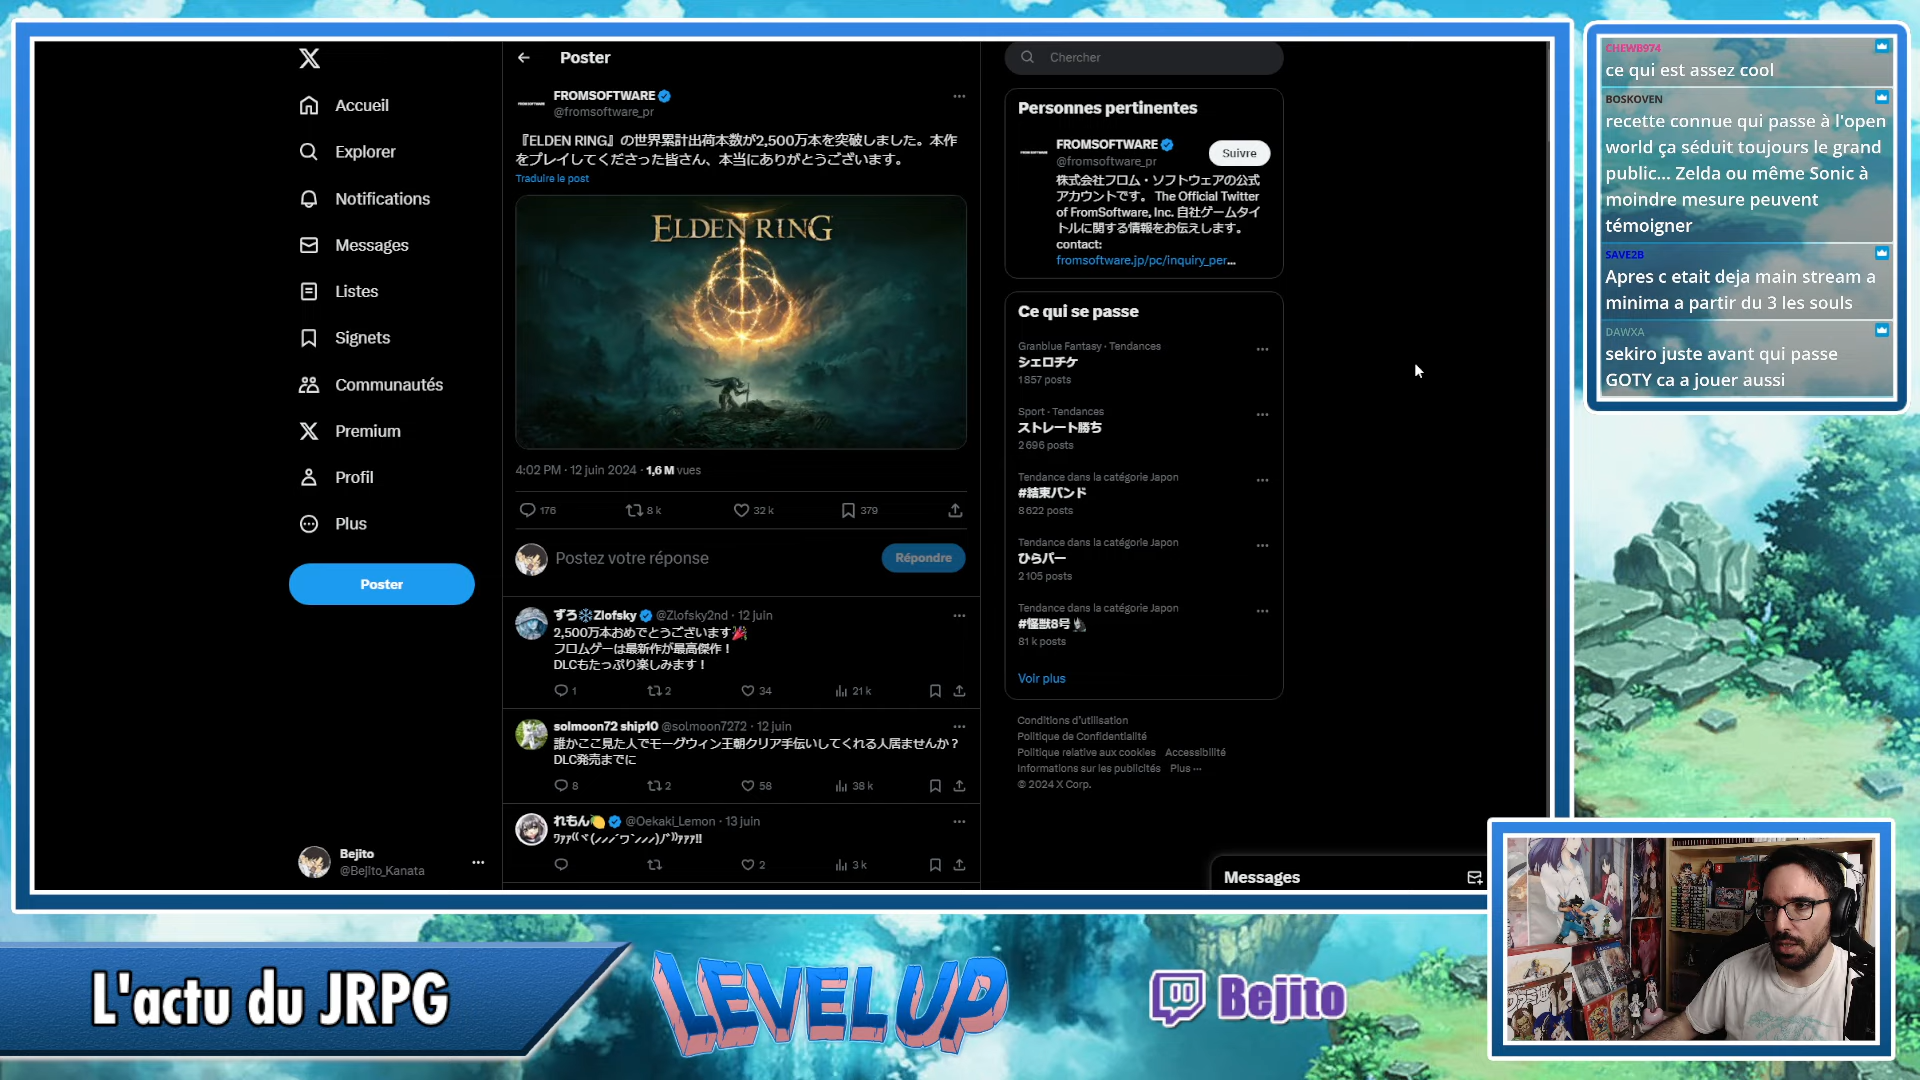 Accueil
Explorer
Notifications
Messages
Listes
Signets
Communautés
Premium
Profil
Plus
Poster
Bejito
@Bejito_Kanata
Poster
FROMSOFTWARE
@fromsoftware_pr
『ELDEN RING』の世界累計出荷本数が2,500万本を突破しました。本作
をプレイしてくださった皆さん、本当にありがとうございます。
Traduire le post
ELDEN RING
4:02 PM · 12 juin 2024 · 1,6 M vues
176 8 k 32 k 379
Postez votre réponse
Répondre
ずろ❄Zlofsky @Zlofsky2nd · 12 juin
2,500万本おめでとうございます🎉
フロムゲーは最新作が最高傑作！
DLCもたっぷり楽しみます！
1 2 34 21 k
solmoon72 ship10 @solmoon7272 · 12 juin
誰かここ見た人でモーグウィン王朝クリア手伝いしてくれる人居ませんか？
DLC発売までに
8 2 58 38 k
れもん🍋 @Oekaki_Lemon · 13 juin
2 3 k
Chercher
Personnes pertinentes
FROMSOFTWARE
@fromsoftware_pr
Suivre
株式会社フロム・ソフトウェアの公式
アカウントです。 The Official Twitter
of FromSoftware, Inc. 自社ゲームタイ
トルに関する情報をお伝えします。
contact:
fromsoftware.jp/pc/inquiry_per...
Ce qui se passe
Granblue Fantasy · Tendances
シェロチケ
1 857 posts
Sport · Tendances
ストレート勝ち
2 696 posts
Tendance dans la catégorie Japon
#結束バンド
8 622 posts
Tendance dans la catégorie Japon
ひらパー
2 105 posts
Tendance dans la catégorie Japon
#怪獣8号
81 k posts
Voir plus
Conditions d'utilisation
Politique de Confidentialité
Politique relative aux cookies Accessibilité
Informations sur les publicités Plus ···
© 2024 X Corp.
Messages
CHEWB974
ce qui est assez cool
BOSKOVEN
recette connue qui passe à l'open
world ça séduit toujours le grand
public... Zelda ou même Sonic à
moindre mesure peuvent
témoigner
SAVE2B
Apres c etait deja main stream a
minima a partir du 3 les souls
DAWXA
sekiro juste avant qui passe
GOTY ca a jouer aussi
L'actu du JRPG
LEVEL UP
Bejito